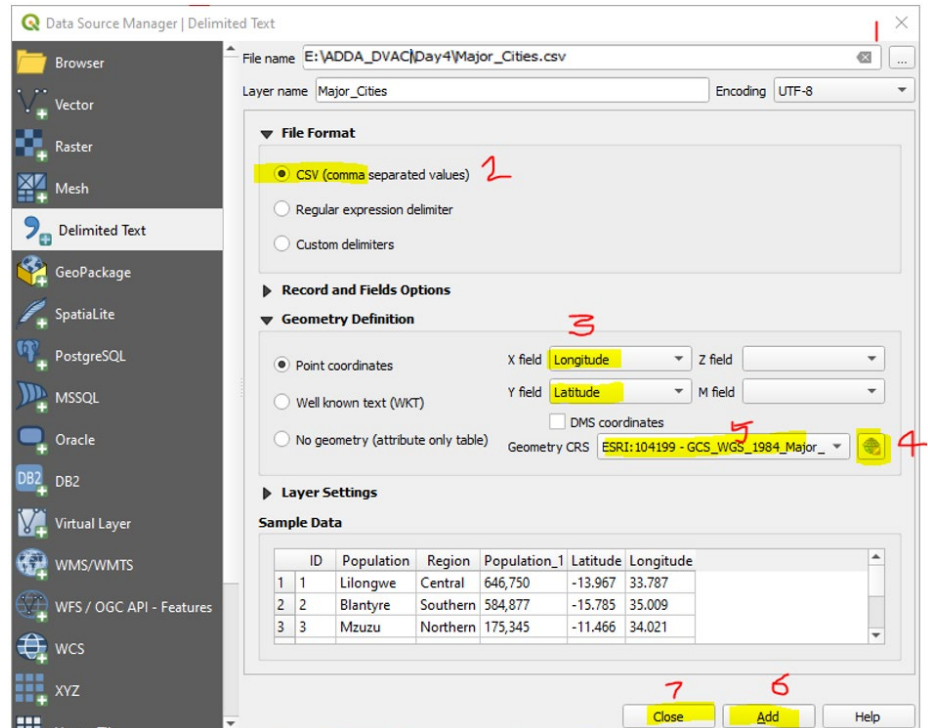 Data Source Manager | Delimited Text
1
Browser
Vector
Raster
Mesh
Delimited Text
GeoPackage
SpatiaLite
PostgreSQL
MSSQL
Oracle
DB2 DB2
Virtual Layer
WMS/WMTS
WFS / OGC API - Features
WCS
XYZ
File name E:\ADDA_DVAC\Day4\Major_Cities.csv ...
Layer name Major_Cities Encoding UTF-8
File Format
CSV (comma separated values) 2
Regular expression delimiter
Custom delimiters
Record and Fields Options
Geometry Definition
3
Point coordinates X field Longitude Z field
Y field Latitude M field
Well known text (WKT)
DMS coordinates
5
No geometry (attribute only table) Geometry CRS ESRI:104199 - GCS_WGS_1984_Major_ 4
Layer Settings
Sample Data
ID Population Region Population_1 Latitude Longitude
1 1 Lilongwe Central 646,750 -13.967 33.787
2 2 Blantyre Southern 584,877 -15.785 35.009
3 3 Mzuzu Northern 175,345 -11.466 34.021
7 6
Close Add Help